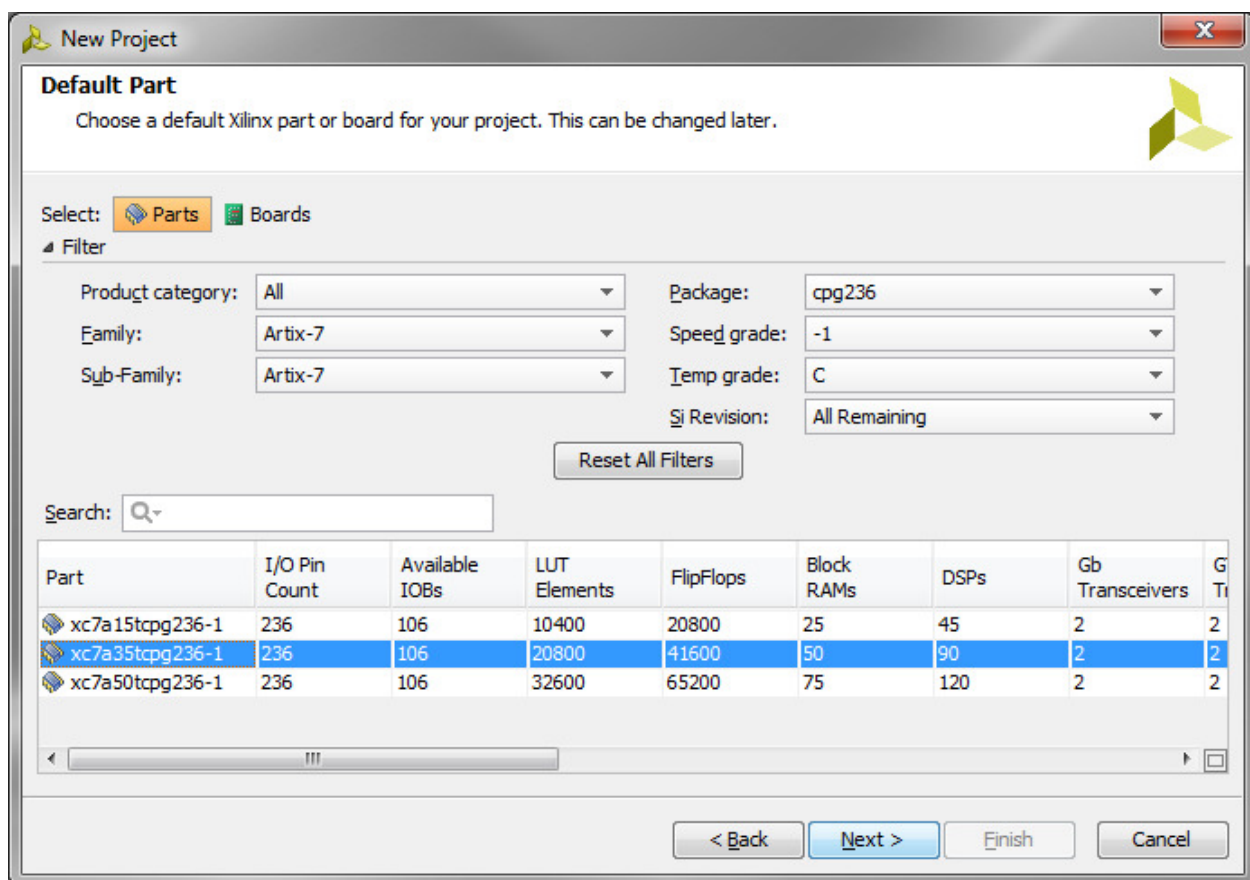 New Project
Default Part
Choose a default Xilinx part or board for your project. This can be changed later.
Select: Parts Boards
Filter
Product category: All Package: cpg236
Family: Artix-7 Speed grade: -1
Sub-Family: Artix-7 Temp grade: C
Si Revision: All Remaining
Reset All Filters
Search:
Part I/O Pin Count Available IOBs LUT Elements FlipFlops Block RAMs DSPs Gb Transceivers
xc7a15tcpg236-1 236 106 10400 20800 25 45 2 2
xc7a35tcpg236-1 236 106 20800 41600 50 90 2 2
xc7a50tcpg236-1 236 106 32600 65200 75 120 2 2
< Back Next > Finish Cancel